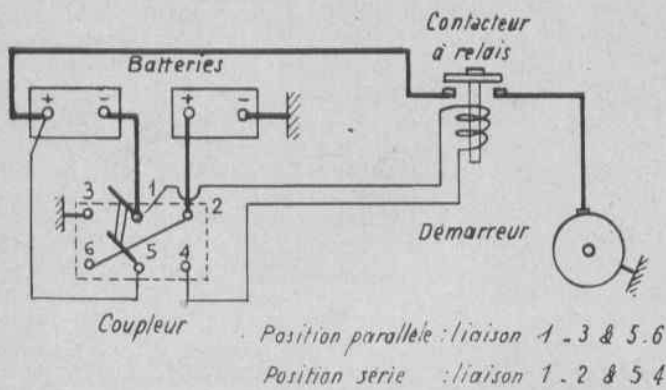 Contacteur
à relais
Batteries
+ - + -
3 1 2
6 5 4
Démarreur
Coupleur
Position parallèle : liaison 1 _ 3 & 5.6
Position série : liaison 1 - 2 & 5 4